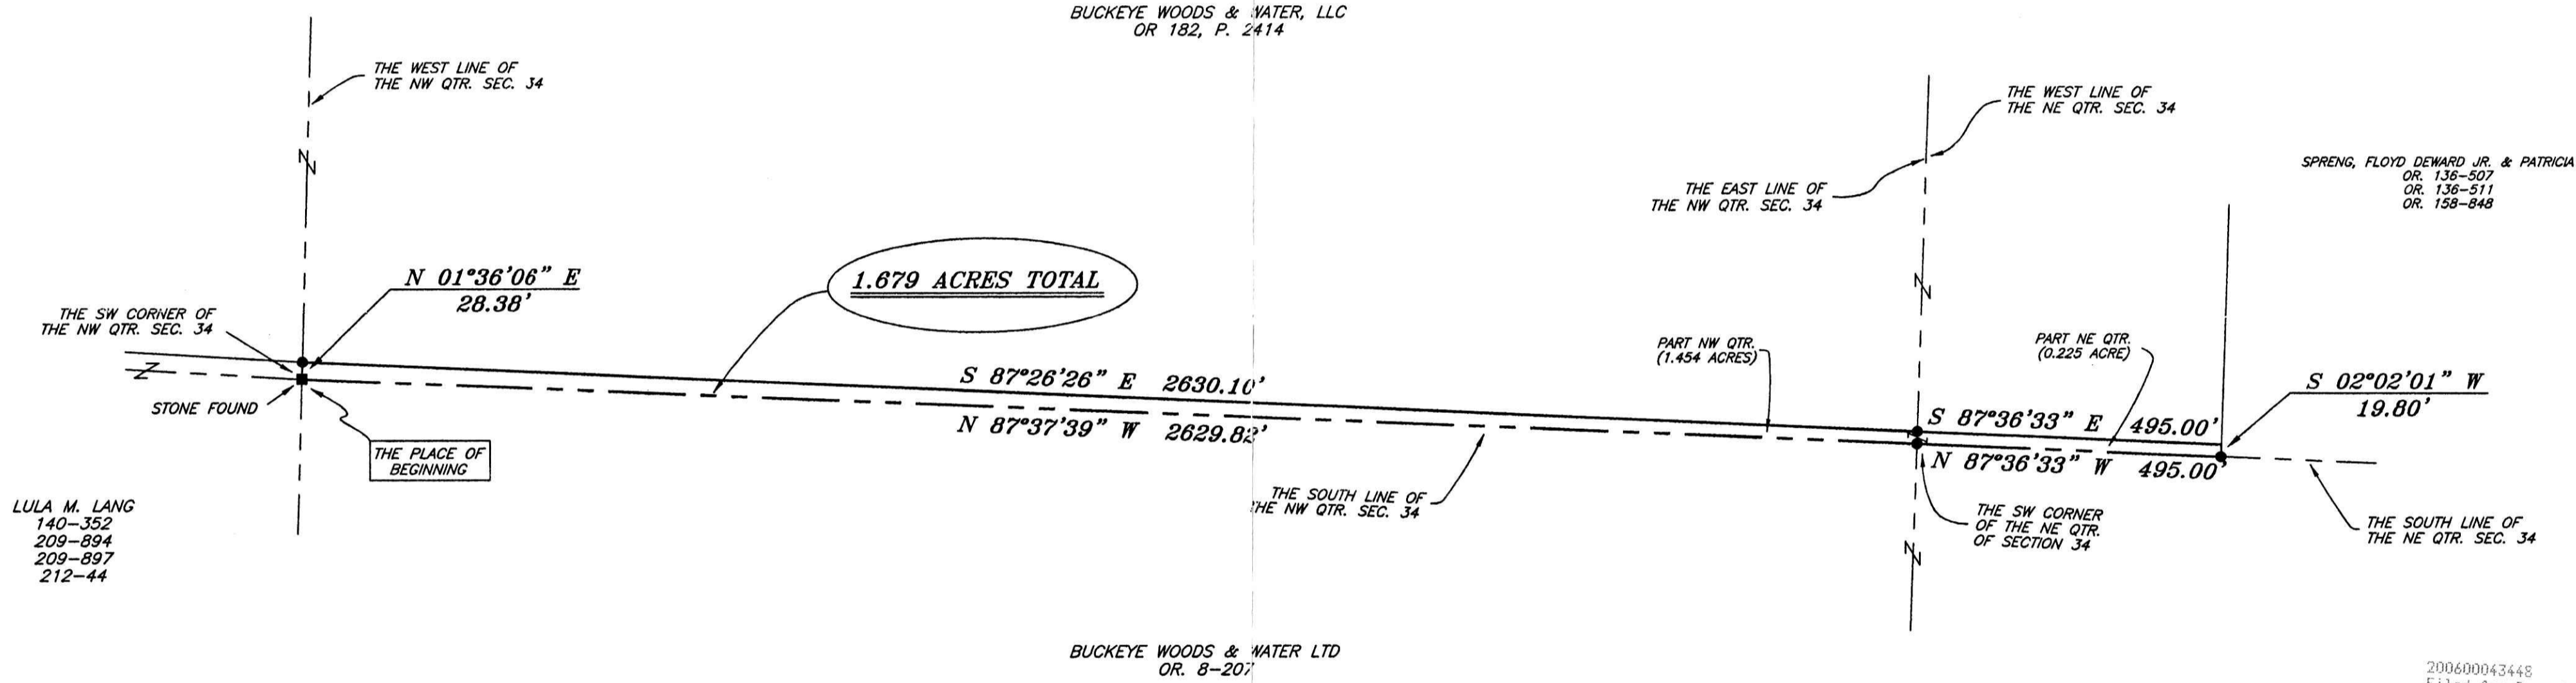 BUCKEYE WOODS & WATER, LLC
OR 182, P. 2414
THE WEST LINE OF
THE NW QTR. SEC. 34
THE WEST LINE OF
THE NE QTR. SEC. 34
THE EAST LINE OF
THE NW QTR. SEC. 34
SPRENG, FLOYD DEWARD JR. & PATRICIA
OR. 136-507
OR. 136-511
OR. 158-848
N 01°36'06" E
28.38'
1.679 ACRES TOTAL
THE SW CORNER OF
THE NW QTR. SEC. 34
STONE FOUND
THE PLACE OF
BEGINNING
S 87°26'26" E 2630.10'
N 87°37'39" W 2629.82'
PART NW QTR.
(1.454 ACRES)
PART NE QTR.
(0.225 ACRE)
S 87°36'33" E 495.00'
N 87°36'33" W 495.00'
S 02°02'01" W
19.80'
THE SOUTH LINE OF
THE NW QTR. SEC. 34
THE SW CORNER
OF THE NE QTR.
OF SECTION 34
THE SOUTH LINE OF
THE NE QTR. SEC. 34
LULA M. LANG
140-352
209-894
209-897
212-44
BUCKEYE WOODS & WATER LTD
OR. 8-207
200600043448